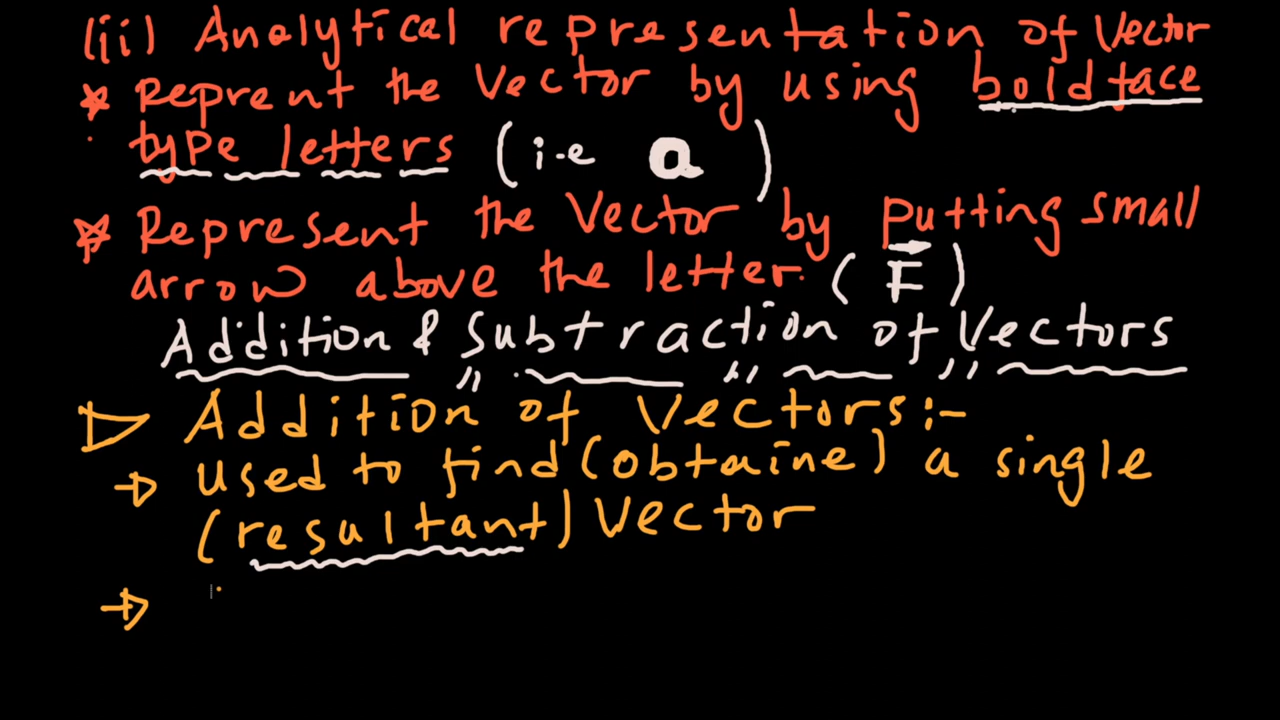 (ii) Analytical representation of Vector
* Reprent the Vector by using boldface
type letters (i.e a)
* Represent the Vector by putting small
arrow above the letter. (F)
Addition & Subtraction of Vectors
▷ Addition of Vectors:-
→ used to find (obtaine) a single
(resultant) Vector
→